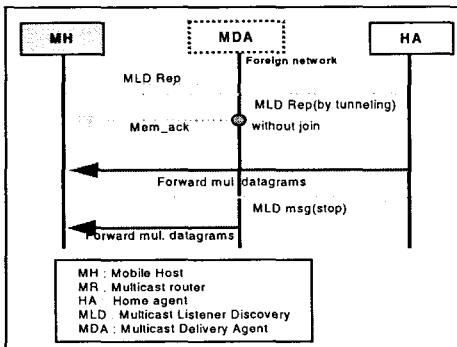 MH
MDA
HA
Foreign network
MLD Rep
MLD Rep(by tunneling)
Mem_ack
without join
Forward mul. datagrams
MLD msg(stop)
Forward mul. datagrams
MH : Mobile Host
MR : Multicast router
HA : Home agent
MLD : Multicast Listener Discovery
MDA : Multicast Delivery Agent